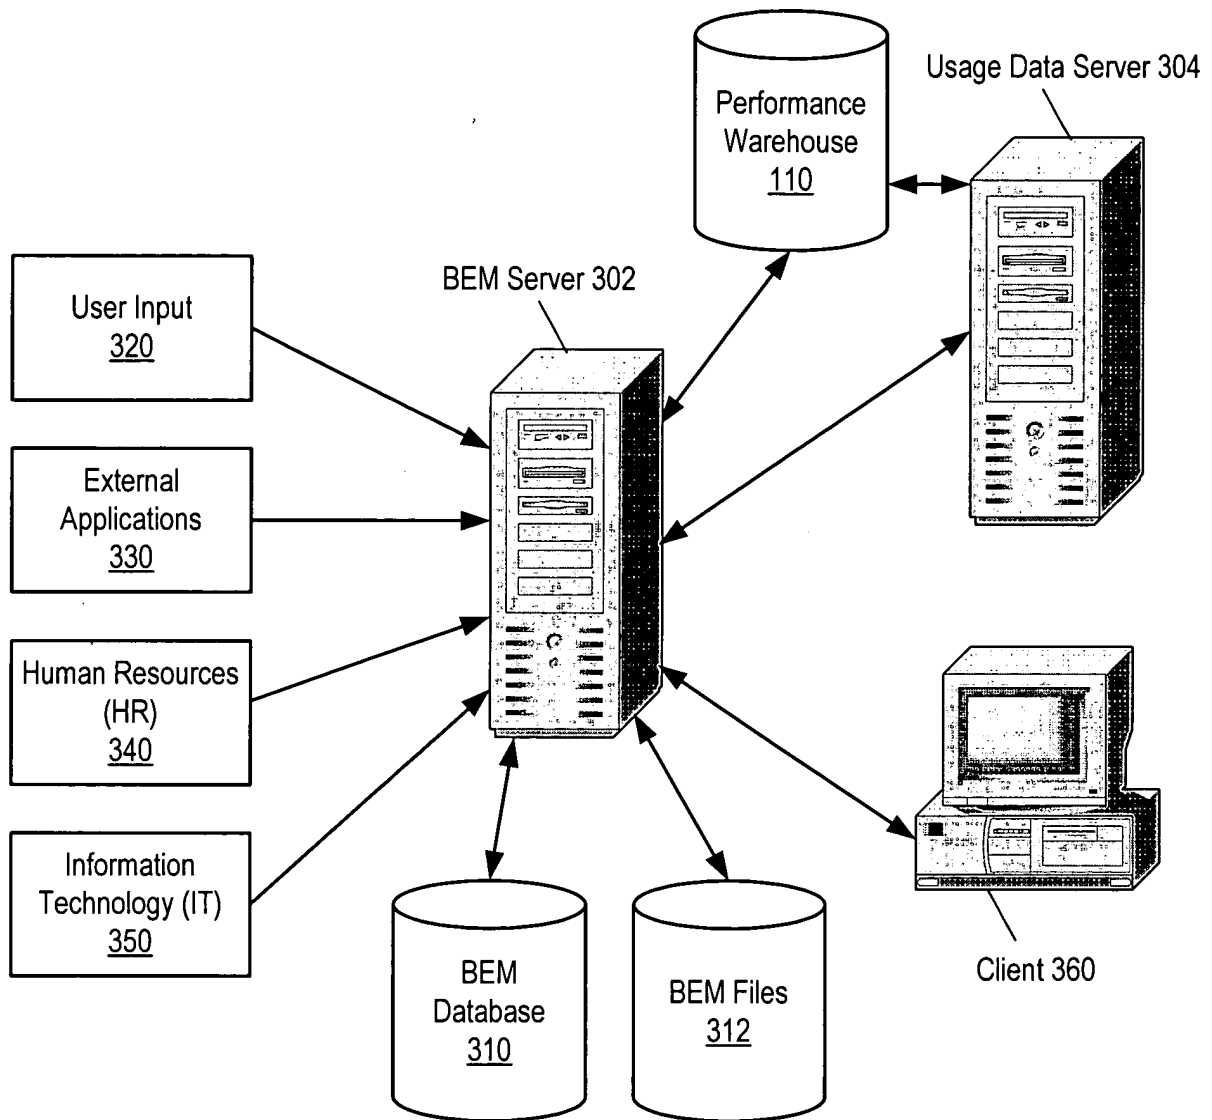 Performance
Warehouse
110
Usage Data Server 304
BEM Server 302
User Input
320
External
Applications
330
Human Resources
(HR)
340
Information
Technology (IT)
350
BEM
Database
310
BEM Files
312
Client 360